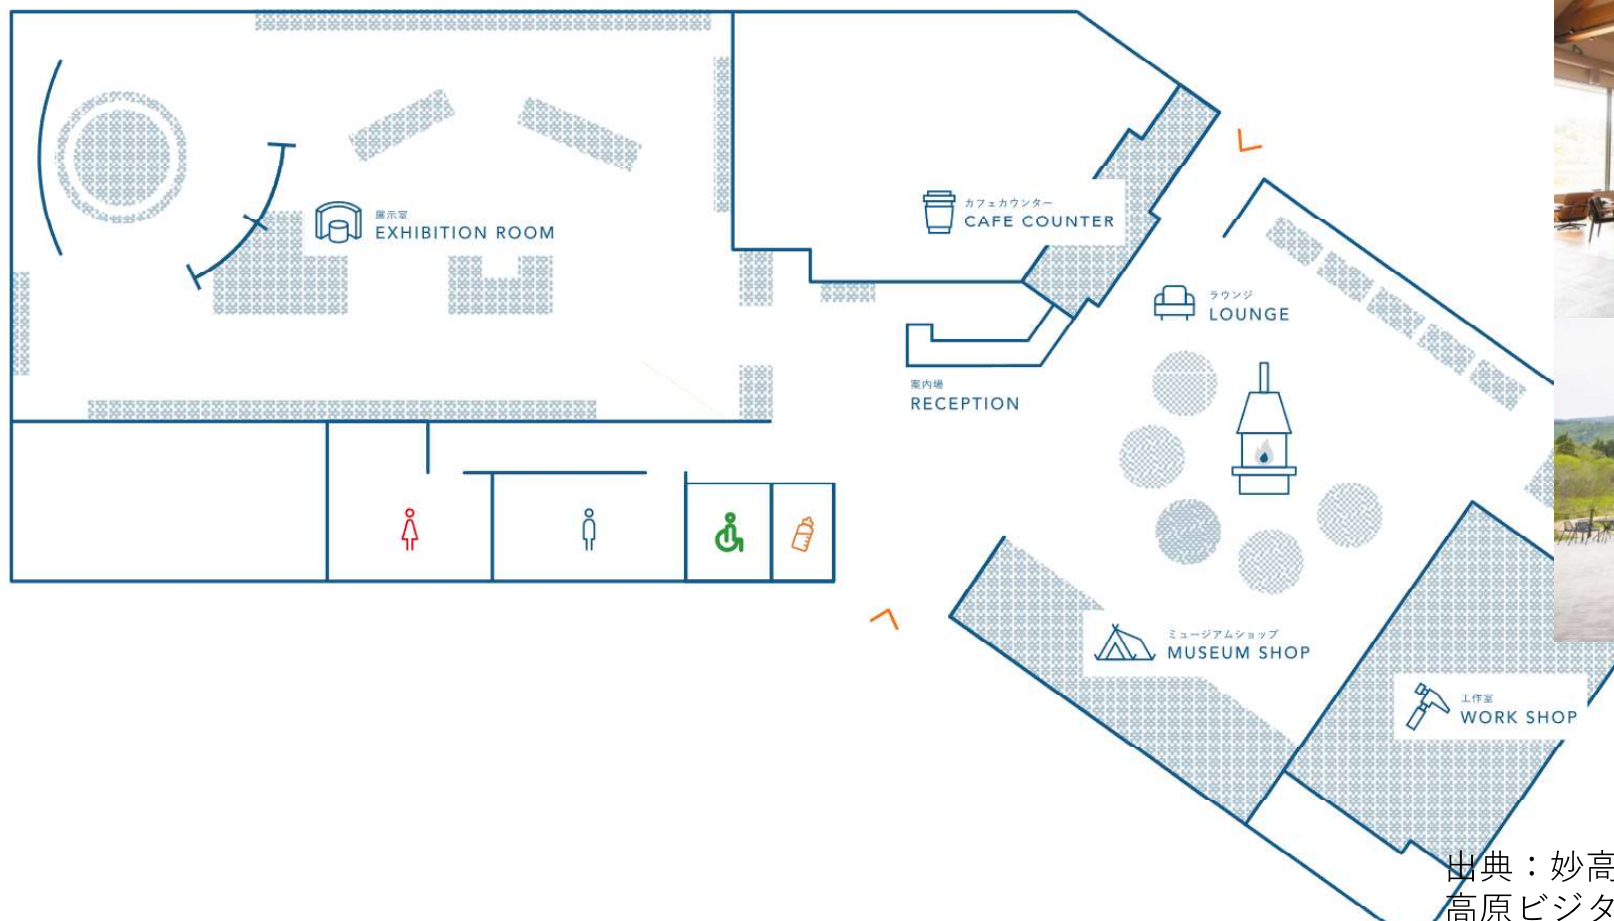 展示室
EXHIBITION ROOM
カフェカウンター
CAFE COUNTER
ラウンジ
LOUNGE
案内場
RECEPTION
ミュージアムショップ
MUSEUM SHOP
工作室
WORK SHOP
出典：妙高
高原ビジタ